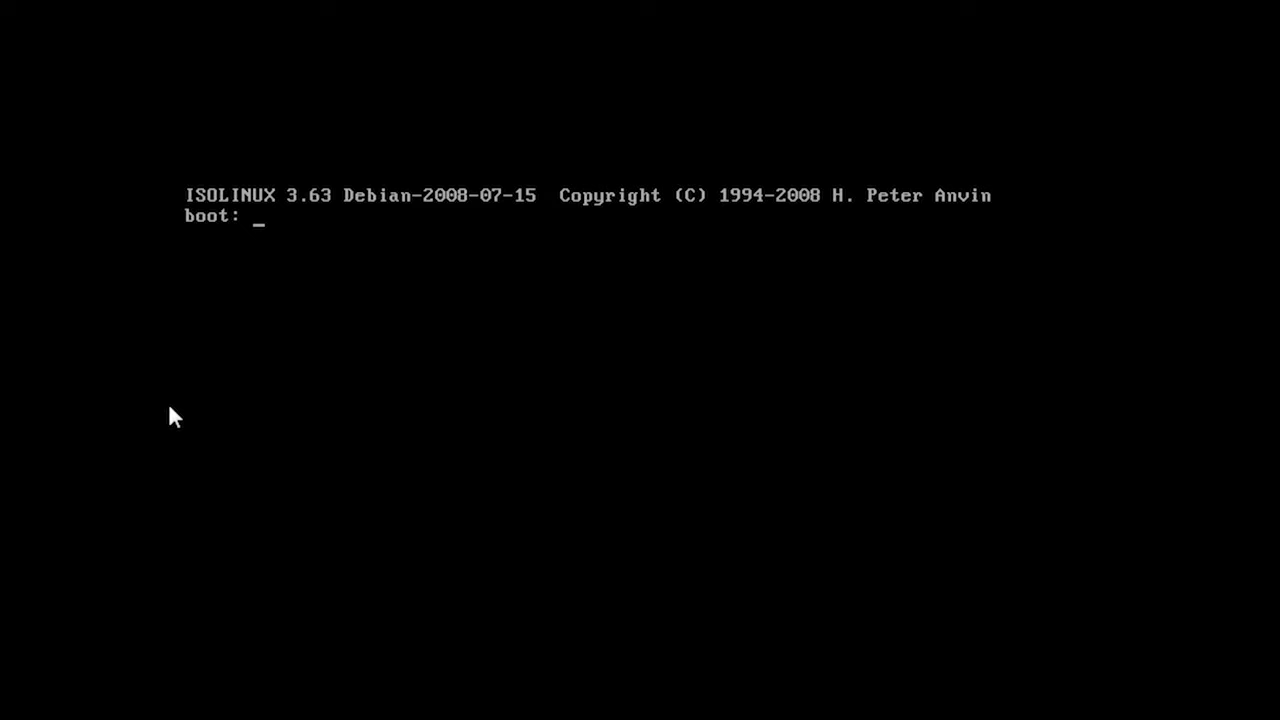 ISOLINUX 3.63 Debian-2008-07-15  Copyright (C) 1994-2008 H. Peter Anvin
boot: _